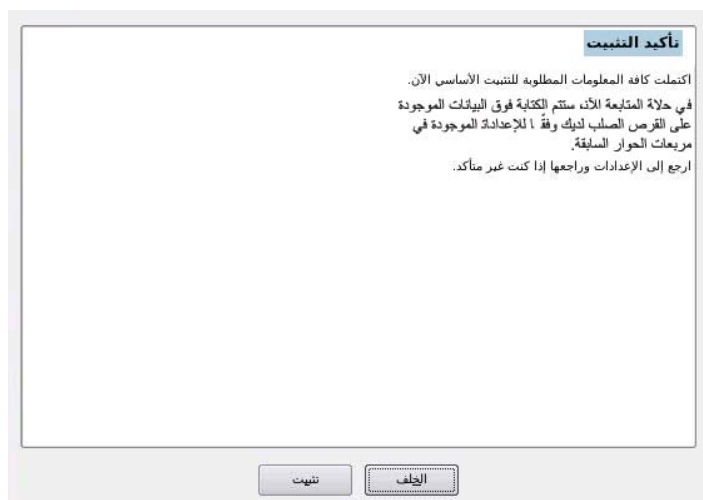 تأكيد التثبيت
اكتملت كافة المعلومات المطلوبة للتثبيت الأساسي الآن.
في حالة المتابعة الآن، ستتم الكتابة فوق البيانات الموجودة
على القرص الصلب لديك وفقًا للإعدادات الموجودة في
مربعات الحوار السابقة.
ارجع إلى الإعدادات وراجعها إذا كنت غير متأكد.
تثبيت
الخلف